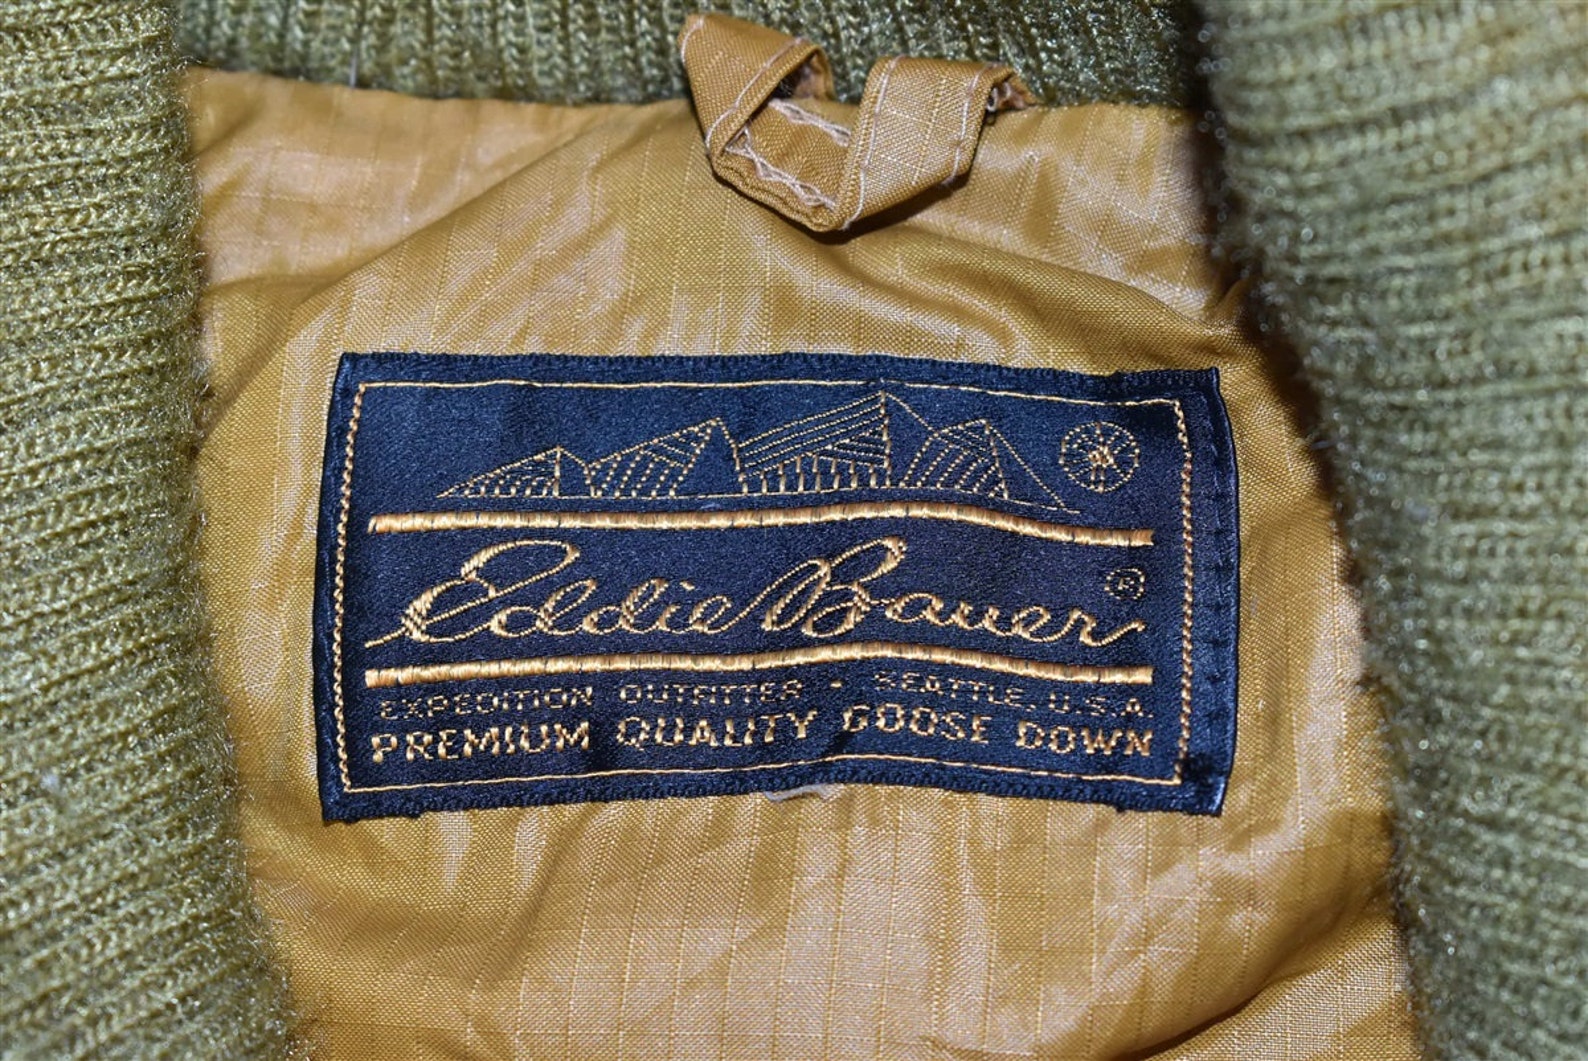 Eddie Bauer ®
EXPEDITION OUTFITTER - SEATTLE, U.S.A.
PREMIUM QUALITY GOOSE DOWN